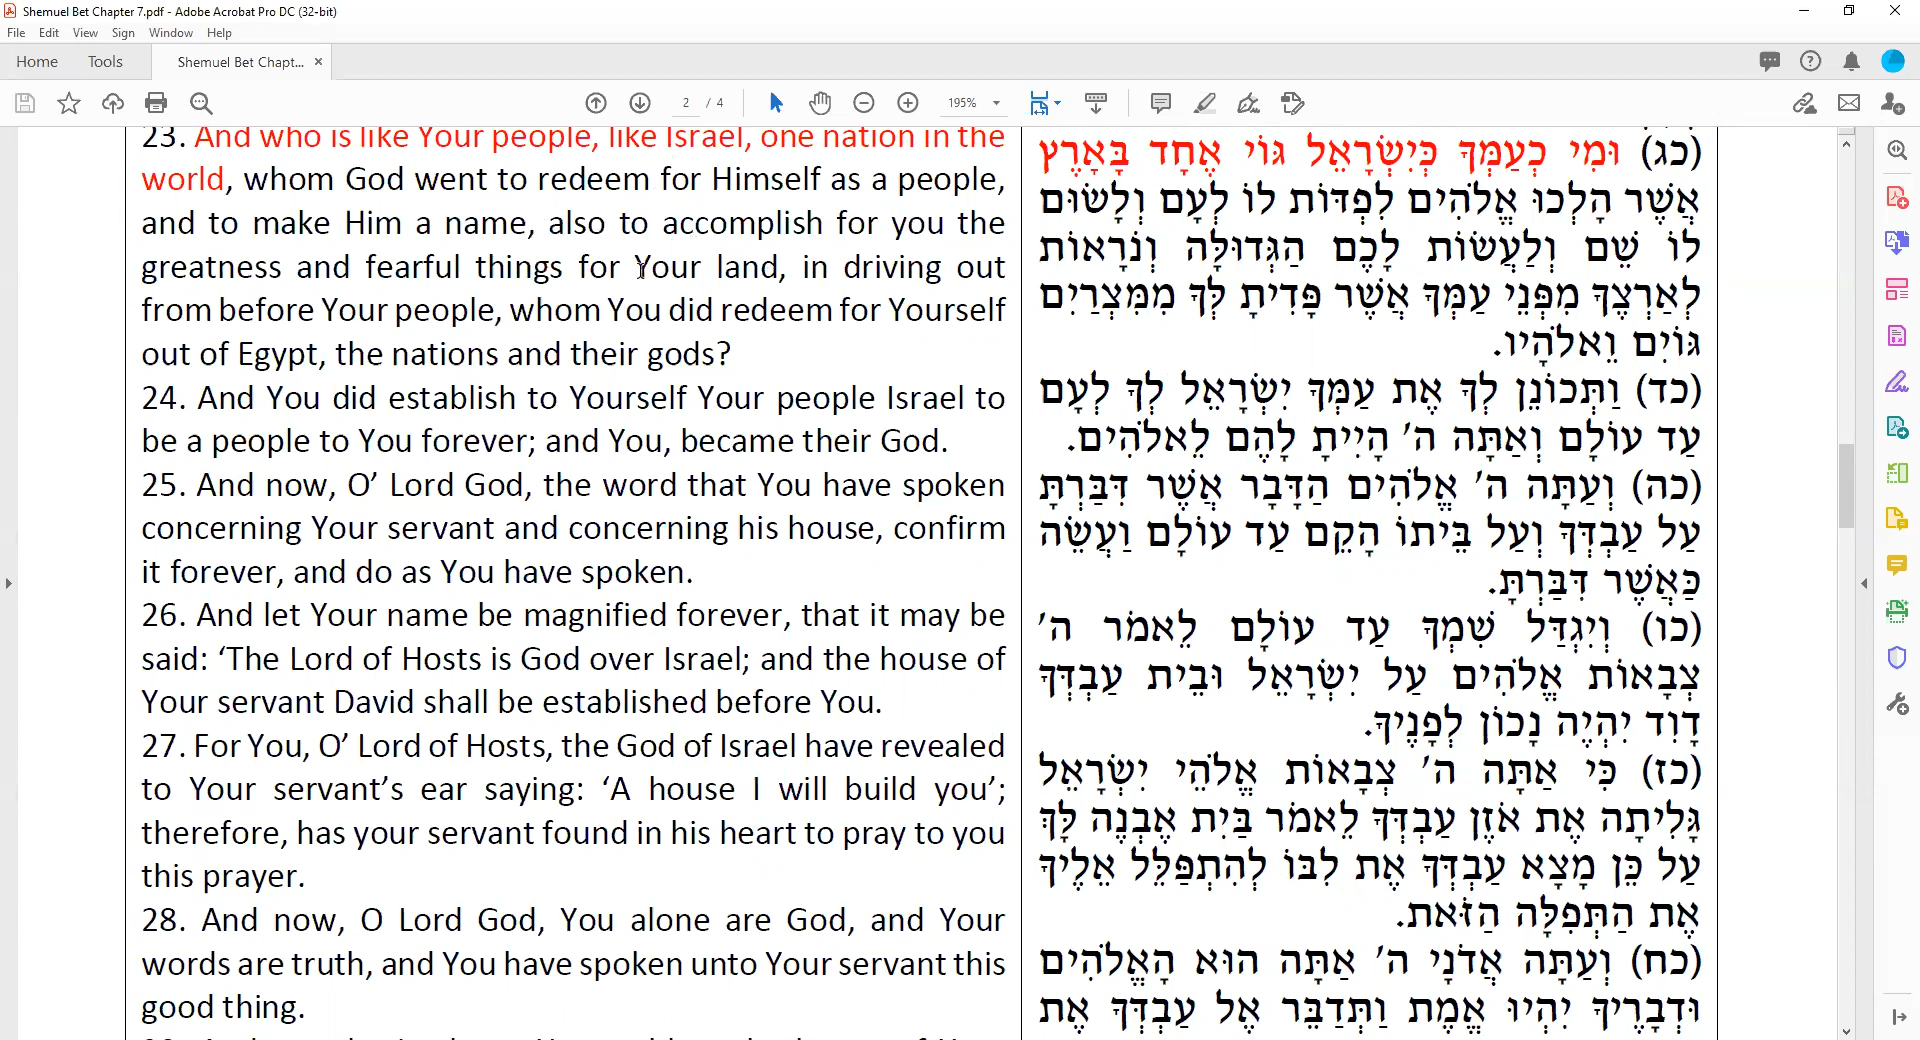 Shemuel Bet Chapter 7.pdf - Adobe Acrobat Pro DC (32-bit)
File Edit View Sign Window Help
Home Tools Shemuel Bet Chapt... ×
2 / 4 195%
23. And who is like Your people, like Israel, one nation in the
world, whom God went to redeem for Himself as a people,
and to make Him a name, also to accomplish for you the
greatness and fearful things for Your land, in driving out
from before Your people, whom You did redeem for Yourself
out of Egypt, the nations and their gods?
24. And You did establish to Yourself Your people Israel to
be a people to You forever; and You, became their God.
25. And now, O’ Lord God, the word that You have spoken
concerning Your servant and concerning his house, confirm
it forever, and do as You have spoken.
26. And let Your name be magnified forever, that it may be
said: ‘The Lord of Hosts is God over Israel; and the house of
Your servant David shall be established before You.
27. For You, O’ Lord of Hosts, the God of Israel have revealed
to Your servant’s ear saying: ‘A house I will build you’;
therefore, has your servant found in his heart to pray to you
this prayer.
28. And now, O Lord God, You alone are God, and Your
words are truth, and You have spoken unto Your servant this
good thing.
(כג) וּמִי כְעַמְּךָ כְּיִשְׂרָאֵל גּוֹי אֶחָד בָּאָרֶץ
אֲשֶׁר הָלְכוּ אֱלֹהִים לִפְדּוֹת לוֹ לְעָם וְלָשׂוּם
לוֹ שֵׁם וְלַעֲשׂוֹת לָכֶם הַגְּדוּלָּה וְנֹרָאוֹת
לְאַרְצֶךָ מִפְּנֵי עַמְּךָ אֲשֶׁר פָּדִיתָ לְּךָ מִמִּצְרַיִם
גּוֹיִם וֵאלֹהָיו.
(כד) וַתְּכוֹנֵן לְךָ אֶת עַמְּךָ יִשְׂרָאֵל לְךָ לְעָם
עַד עוֹלָם וְאַתָּה ה' הָיִיתָ לָהֶם לֵאלֹהִים.
(כה) וְעַתָּה ה' אֱלֹהִים הַדָּבָר אֲשֶׁר דִּבַּרְתָּ
עַל עַבְדְּךָ וְעַל בֵּיתוֹ הָקֵם עַד עוֹלָם וַעֲשֵׂה
כַּאֲשֶׁר דִּבַּרְתָּ.
(כו) וְיִגְדַּל שִׁמְךָ עַד עוֹלָם לֵאמֹר ה'
צְבָאוֹת אֱלֹהִים עַל יִשְׂרָאֵל וּבֵית עַבְדְּךָ
דָוִד יִהְיֶה נָכוֹן לְפָנֶיךָ.
(כז) כִּי אַתָּה ה' צְבָאוֹת אֱלֹהֵי יִשְׂרָאֵל
גָּלִיתָה אֶת אֹזֶן עַבְדְּךָ לֵאמֹר בַּיִת אֶבְנֶה לָּךְ
עַל כֵּן מָצָא עַבְדְּךָ אֶת לִבּוֹ לְהִתְפַּלֵּל אֵלֶיךָ
אֶת הַתְּפִלָּה הַזֹּאת.
(כח) וְעַתָּה אֲדֹנָי ה' אַתָּה הוּא הָאֱלֹהִים
וּדְבָרֶיךָ יִהְיוּ אֱמֶת וַתְּדַבֵּר אֶל עַבְדְּךָ אֶת